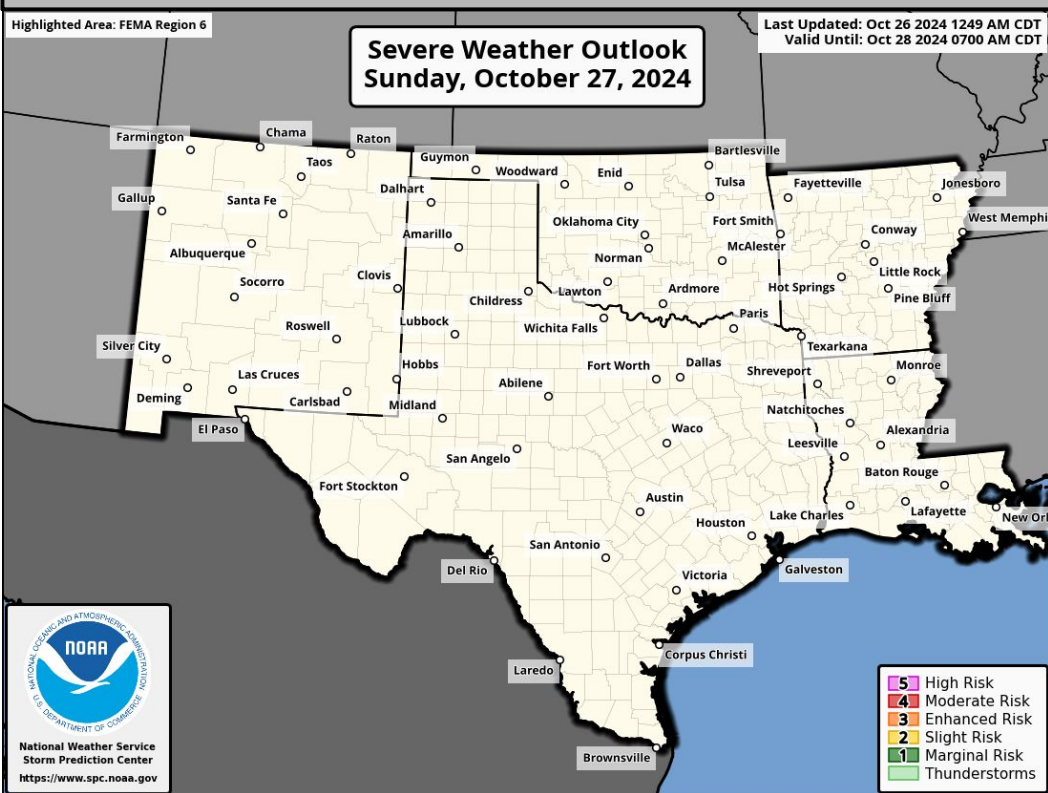 Highlighted Area: FEMA Region 6
Last Updated: Oct 26 2024 1249 AM CDT
Valid Until: Oct 28 2024 0700 AM CDT
Severe Weather Outlook
Sunday, October 27, 2024
Farmington
Chama
Raton
Taos
Guymon
Woodward
Enid
Bartlesville
Tulsa
Fayetteville
Jonesboro
Gallup
Santa Fe
Dalhart
Oklahoma City
Fort Smith
West Memphi
Albuquerque
Amarillo
Norman
McAlester
Conway
Socorro
Clovis
Childress
Lawton
Ardmore
Hot Springs
Little Rock
Pine Bluff
Roswell
Lubbock
Wichita Falls
Paris
Texarkana
Silver City
Hobbs
Fort Worth
Dallas
Shreveport
Monroe
Deming
Las Cruces
Carlsbad
Midland
Abilene
Natchitoches
El Paso
Waco
Leesville
Alexandria
San Angelo
Fort Stockton
Baton Rouge
Austin
Houston
Lake Charles
Lafayette
New Orl
Del Rio
San Antonio
Galveston
Victoria
Laredo
Corpus Christi
Brownsville
NATIONAL OCEANIC AND ATMOSPHERIC ADMINISTRATION
NOAA
U.S. DEPARTMENT OF COMMERCE
National Weather Service
Storm Prediction Center
https://www.spc.noaa.gov
5 High Risk
4 Moderate Risk
3 Enhanced Risk
2 Slight Risk
1 Marginal Risk
Thunderstorms